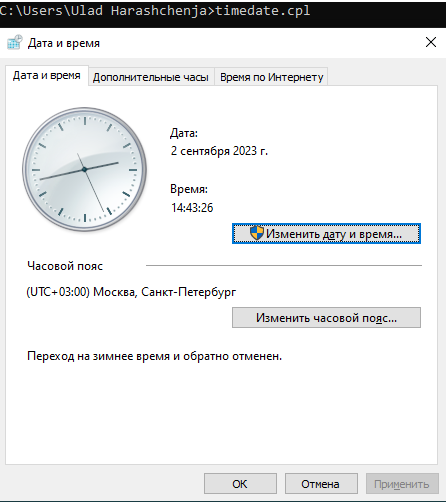 C:\Users\Ulad Harashchenja>timedate.cpl
Дата и время
Дата и время Дополнительные часы Время по Интернету
Дата:
2 сентября 2023 г.
Время:
14:43:26
Изменить дату и время...
Часовой пояс
(UTC+03:00) Москва, Санкт-Петербург
Изменить часовой пояс...
Переход на зимнее время и обратно отменен.
OK Отмена Применить